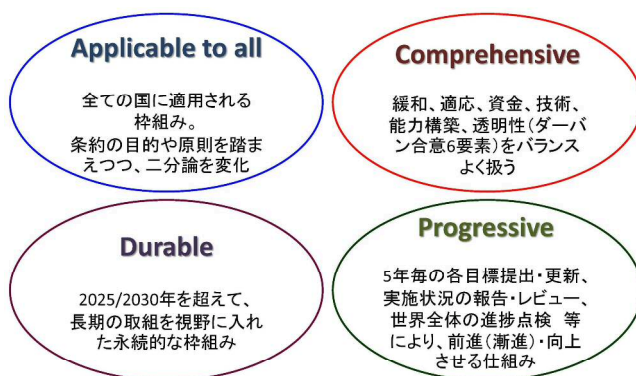 Applicable to all
全ての国に適用される
枠組み。
条約の目的や原則を踏ま
えつつ、二分論を変化
Comprehensive
緩和、適応、資金、技術、
能力構築、透明性（ダーバ
ン合意6要素）をバランス
よく扱う
Durable
2025/2030年を超えて、
長期の取組を視野に入れ
た永続的な枠組み
Progressive
5年毎の各目標提出・更新、
実施状況の報告・レビュー、
世界全体の進捗点検 等
により、前進（漸進）・向上
させる仕組み